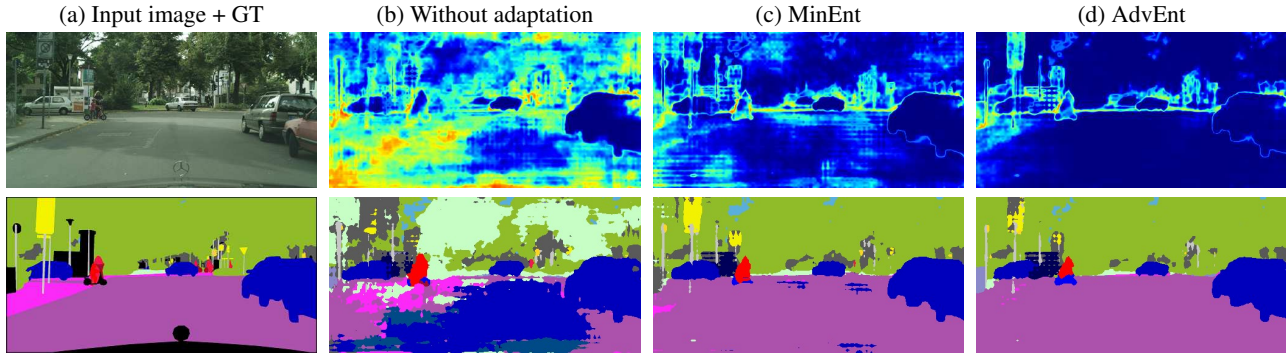 (a) Input image + GT
(b) Without adaptation
(c) MinEnt
(d) AdvEnt